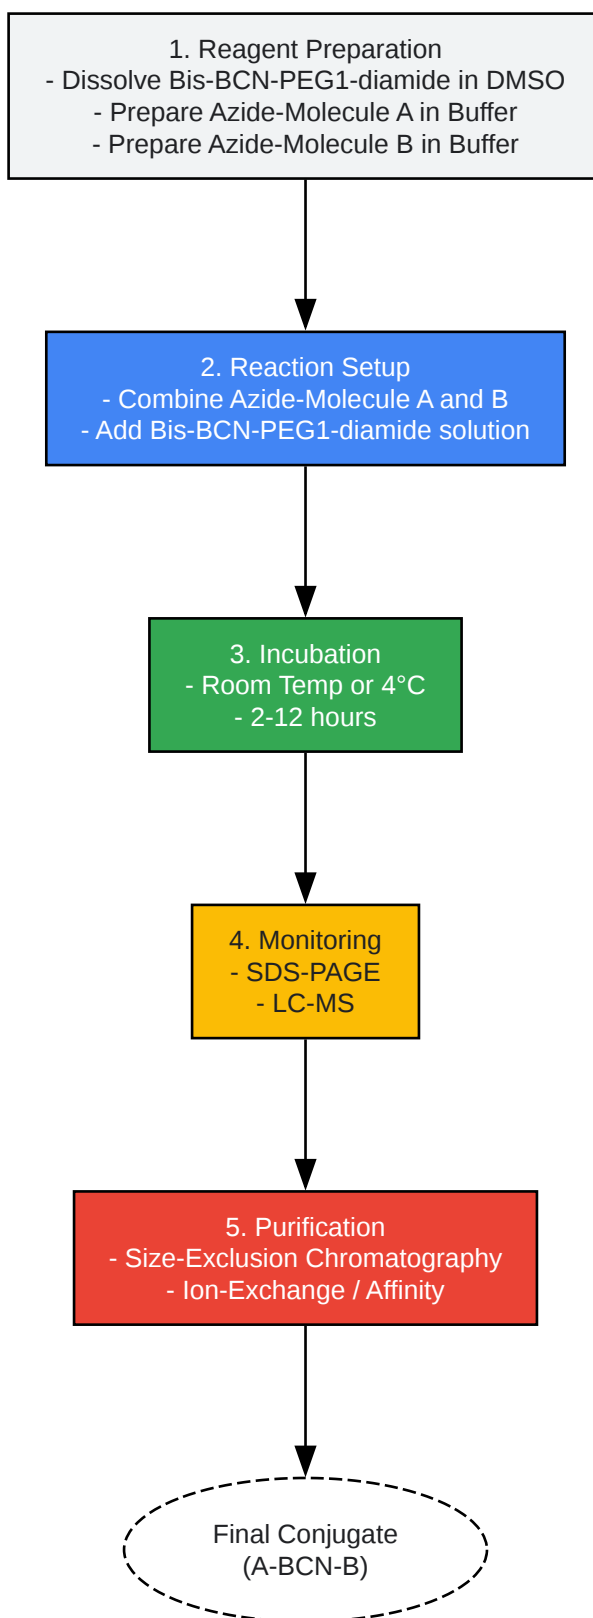 1. Reagent Preparation
- Dissolve Bis-BCN-PEG1-diamide in DMSO
- Prepare Azide-Molecule A in Buffer
- Prepare Azide-Molecule B in Buffer
2. Reaction Setup
- Combine Azide-Molecule A and B
- Add Bis-BCN-PEG1-diamide solution
3. Incubation
- Room Temp or 4°C
- 2-12 hours
4. Monitoring
- SDS-PAGE
- LC-MS
5. Purification
- Size-Exclusion Chromatography
- Ion-Exchange / Affinity
Final Conjugate
(A-BCN-B)